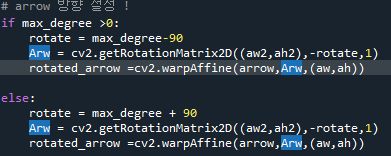 # arrow 방향 설정 !
if max_degree >0:
    rotate = max_degree-90
    Arw = cv2.getRotationMatrix2D((aw2,ah2),-rotate,1)
    rotated_arrow =cv2.warpAffine(arrow,Arw,(aw,ah))
else:
    rotate = max_degree + 90
    Arw = cv2.getRotationMatrix2D((aw2,ah2),-rotate,1)
    rotated_arrow =cv2.warpAffine(arrow,Arw,(aw,ah))